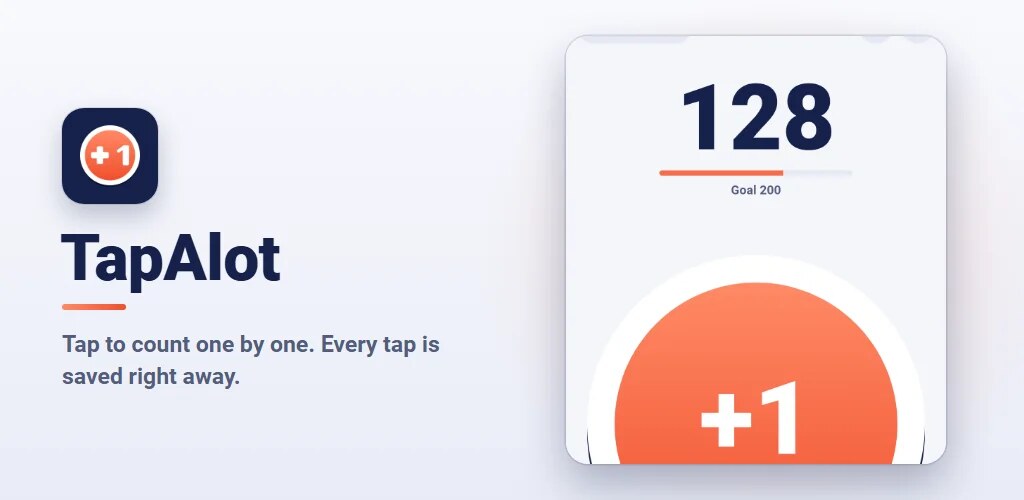 +1
TapAlot
Tap to count one by one. Every tap is
saved right away.
128
Goal 200
+1